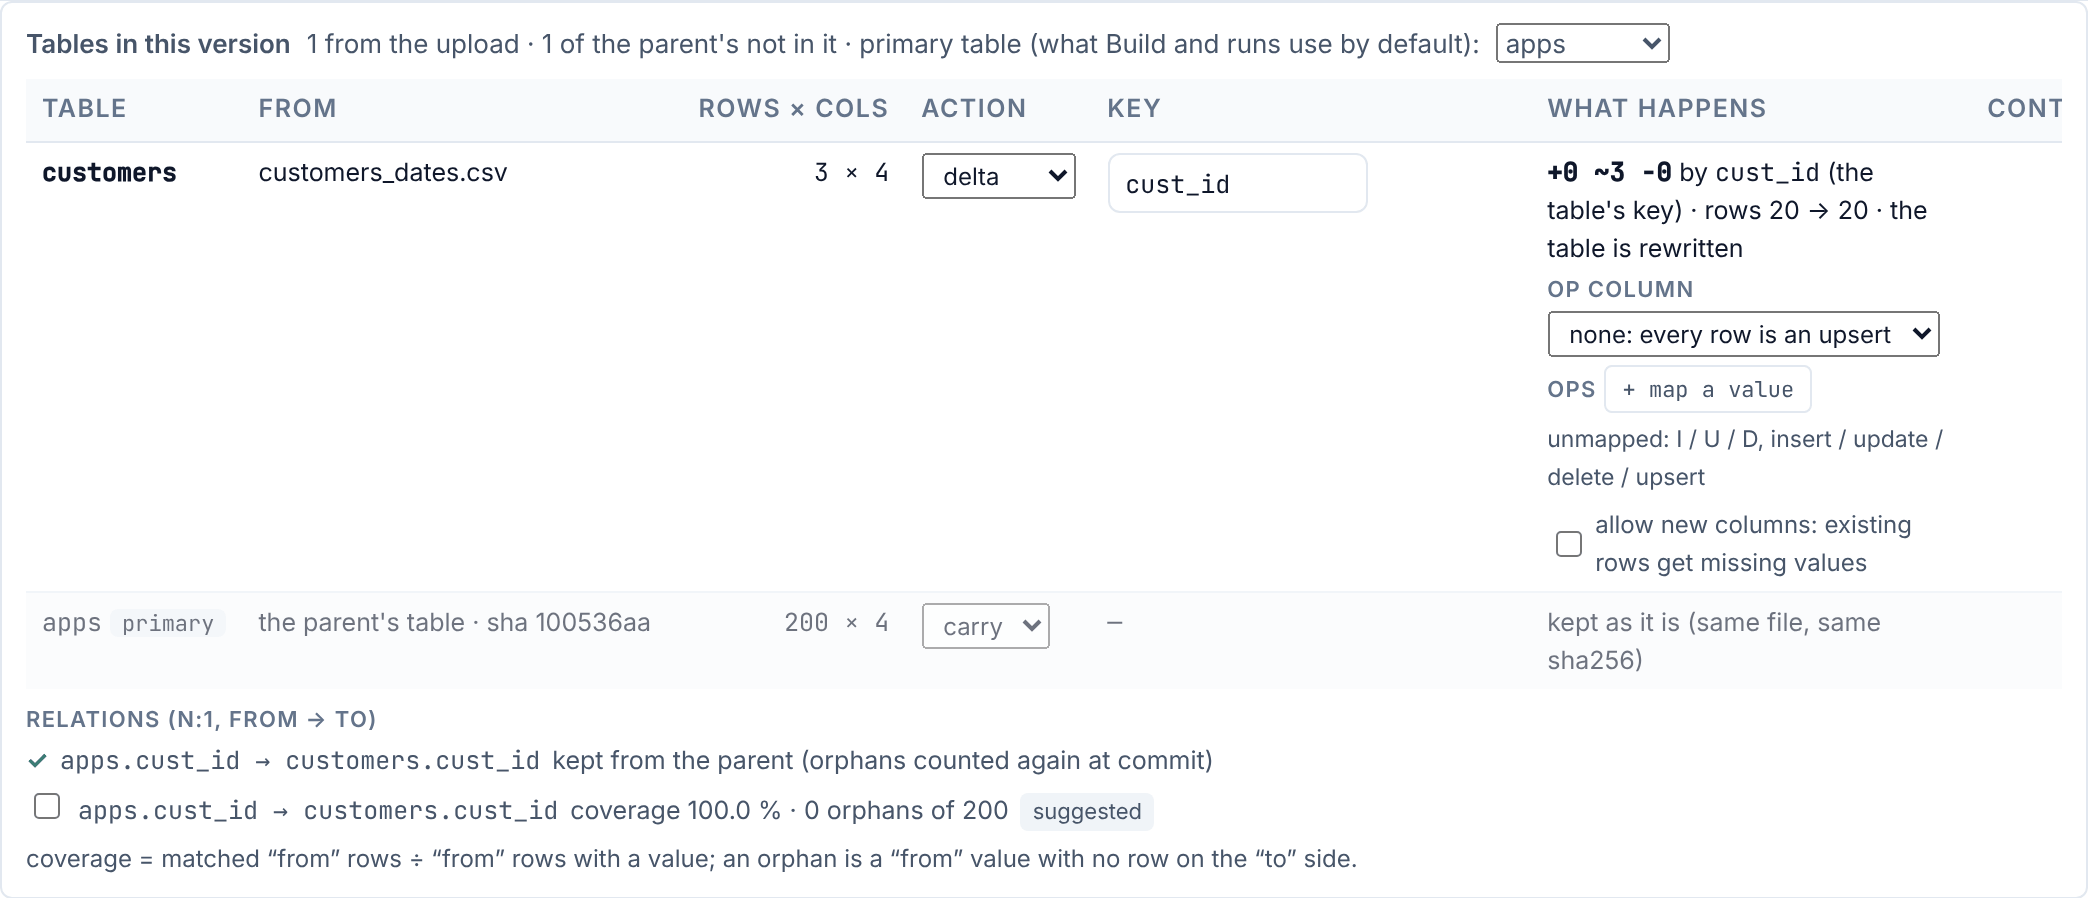 Tables in this version 1 from the upload · 1 of the parent's not in it · primary table (what Build and runs use by default): apps
TABLE FROM ROWS × COLS ACTION KEY WHAT HAPPENS CONT
customers customers_dates.csv 3 × 4 delta cust_id +0 ~3 -0 by cust_id (the
table's key) · rows 20 → 20 · the
table is rewritten
OP COLUMN
none: every row is an upsert
OPS + map a value
unmapped: I / U / D, insert / update /
delete / upsert
allow new columns: existing
rows get missing values
apps primary the parent's table · sha 100536aa 200 × 4 carry — kept as it is (same file, same
sha256)
RELATIONS (N:1, FROM → TO)
✓ apps.cust_id → customers.cust_id kept from the parent (orphans counted again at commit)
apps.cust_id → customers.cust_id coverage 100.0 % · 0 orphans of 200 suggested
coverage = matched “from” rows ÷ “from” rows with a value; an orphan is a “from” value with no row on the “to” side.